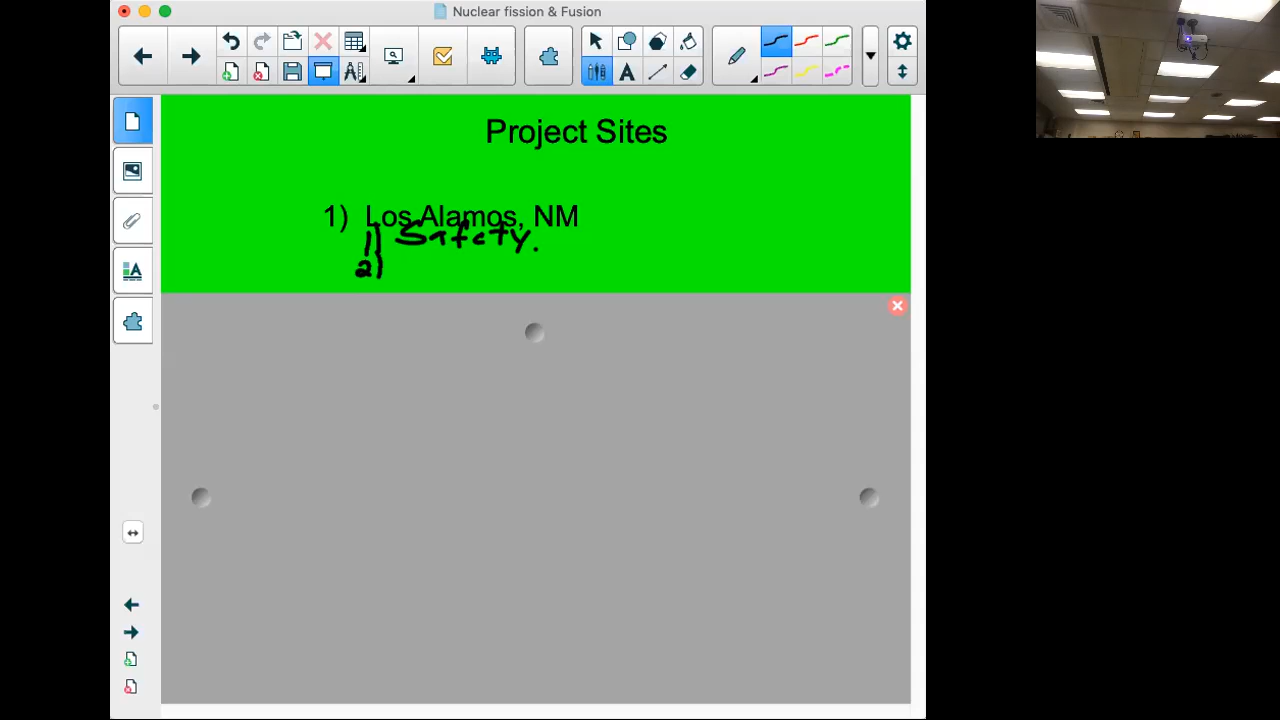 Nuclear fission & Fusion
Project Sites
1) Los Alamos, NM
1) Safety.
2)